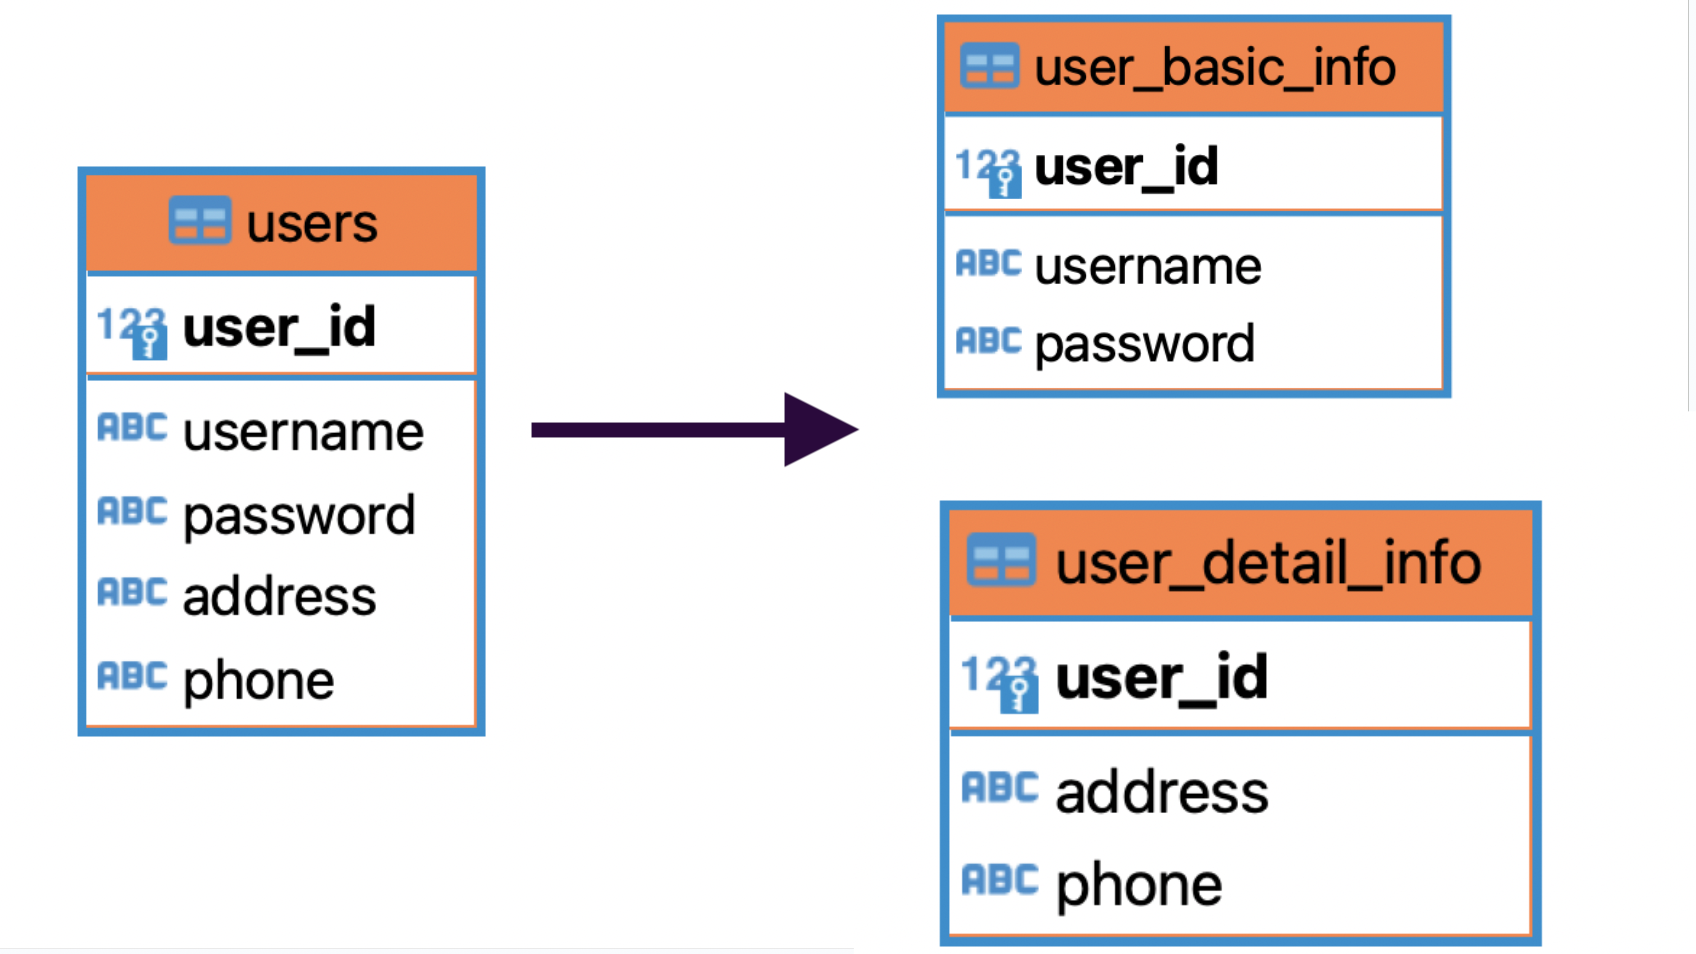 users
123 user_id
ABC username
ABC password
ABC address
ABC phone
user_basic_info
123 user_id
ABC username
ABC password
user_detail_info
123 user_id
ABC address
ABC phone